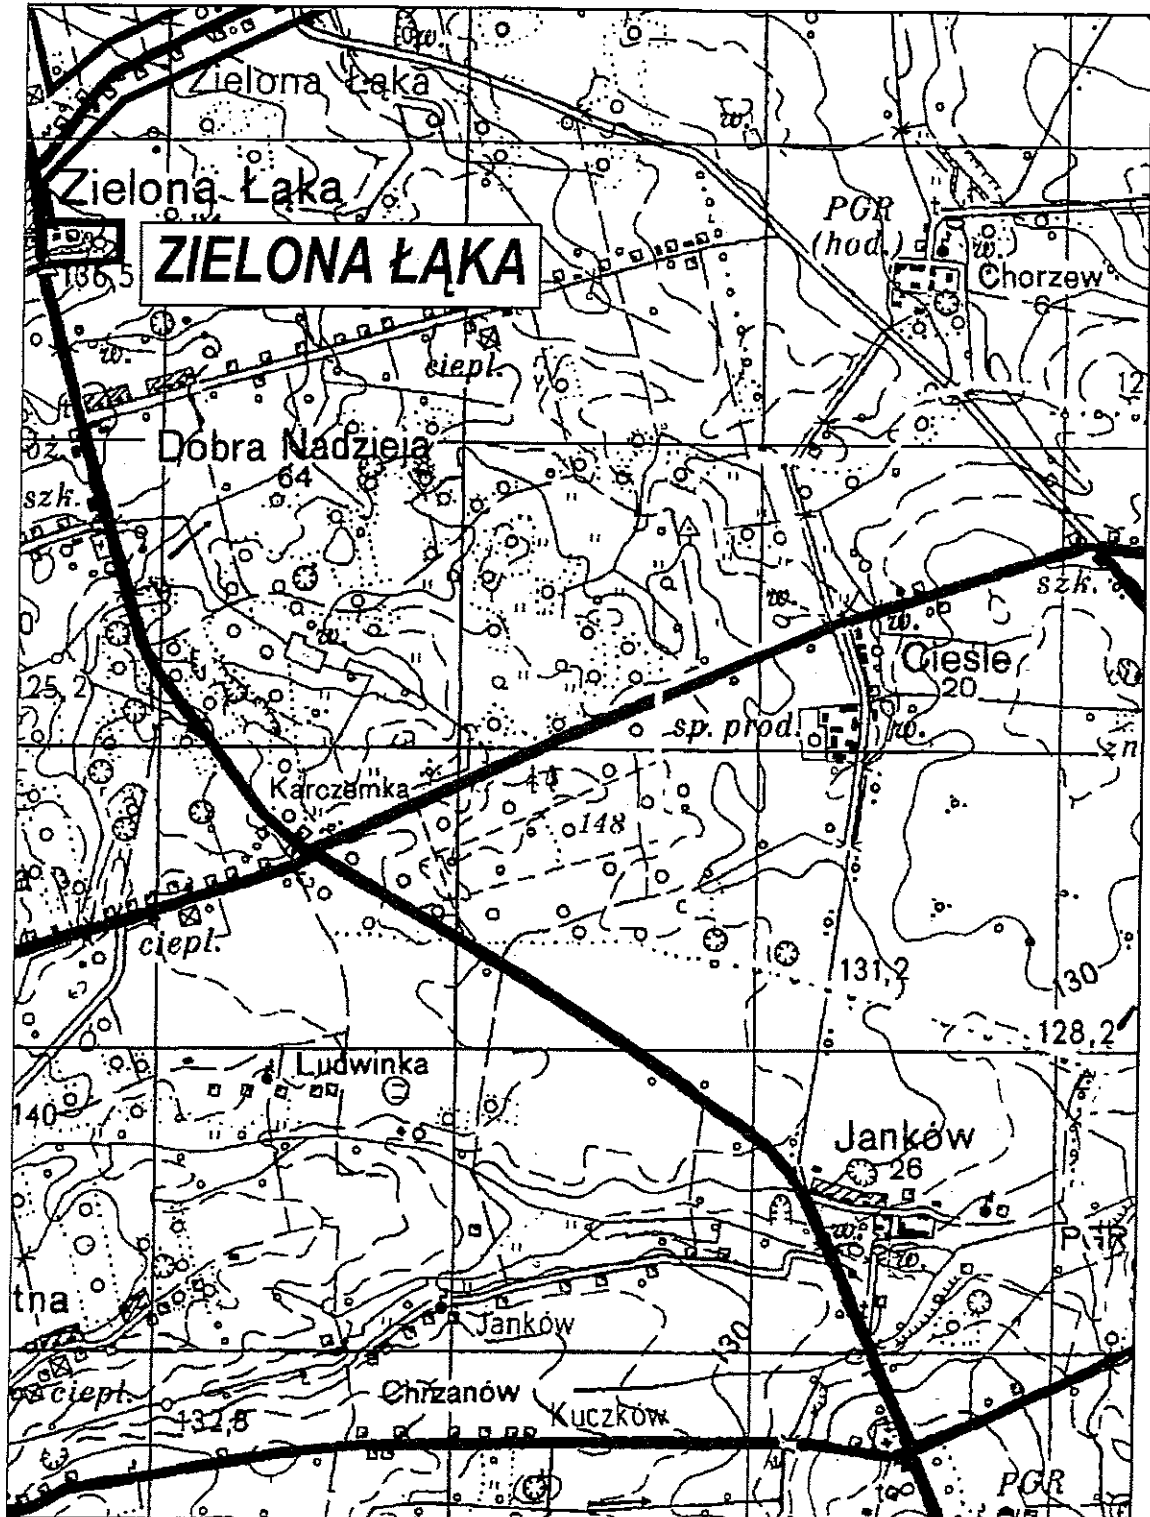 w.
Zielona Łąka
w.
Zielona Łąka
PGR
(hod.)
w.
ZIELONA ŁĄKA
136,5
Chorzew
6
w.
ciepl.
12
Dobra Nadzieja
64
szk.
szk.
w.
w.
w.
Cieśle
20
25,2
sp. prod.
w.
zn
Karczemka
148
ciepl.
131,2
130
128,2
Ludwinka
140
Janków
26
w.
w.
tna
Janków
130
ciepl.
Chrzanów
Kuczków
132,8
PGR